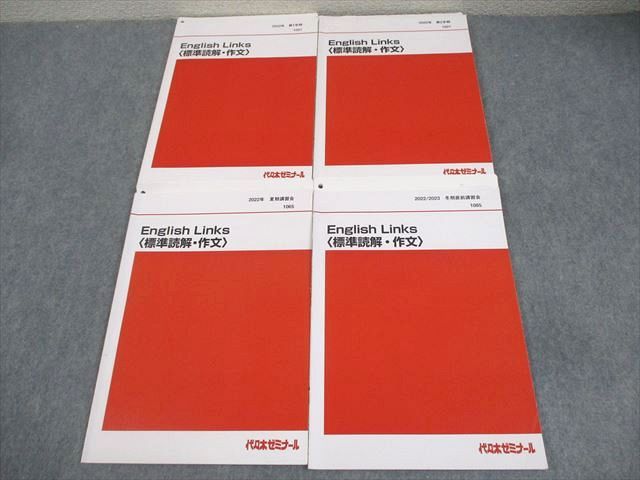 2022年 第1学期
1021
English Links
〈標準読解・作文〉
代々木ゼミナール
2022年 第2学期
1021
English Links
〈標準読解・作文〉
代々木ゼミナール
2022年 夏期講習会
1065
English Links
〈標準読解・作文〉
代々木ゼミナール
2022/2023 冬期直前講習会
1065
English Links
〈標準読解・作文〉
代々木ゼミナール